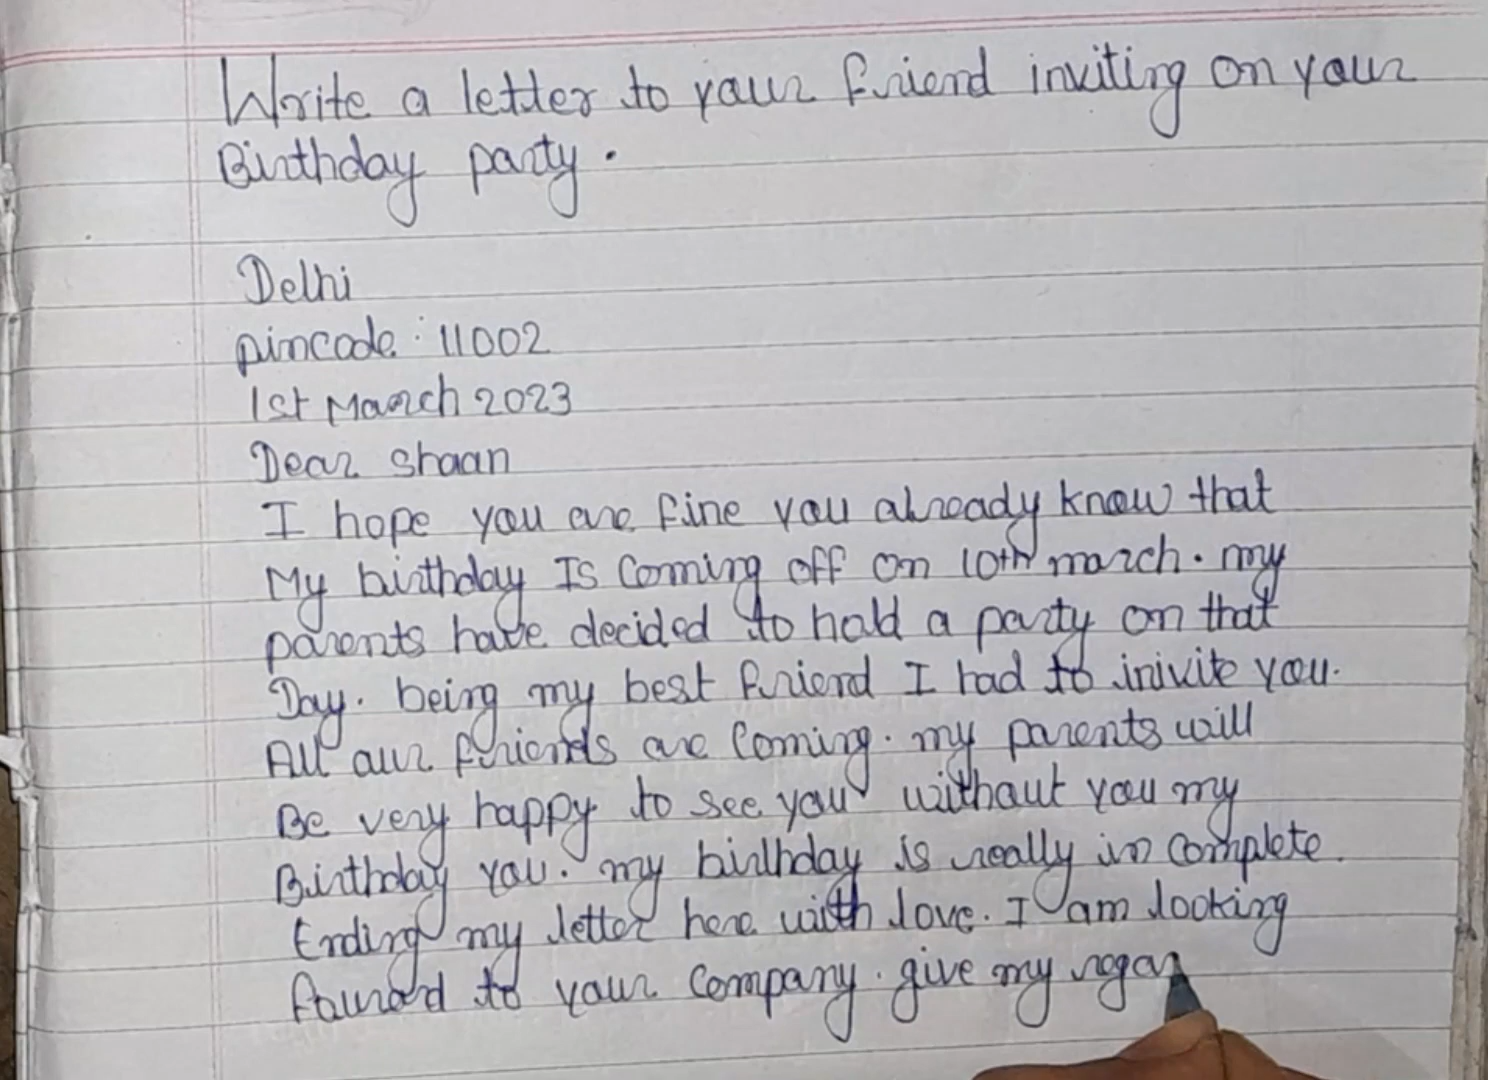 Write a letter to your friend inviting on your
Birthday party.
Delhi
pincode : 11002
1st March 2023
Dear shaan
I hope you are fine you already know that
My birthday Is Coming off on 10th march. my
parents have decided to hold a party on that
Day. being my best friend I had to inivite you.
All our friends are Coming. my parents will
Be very happy to see you without you my
Birthday you. my birthday is really in complete.
Ending my letter here with love. I am looking
fourard to your Company. give my regar